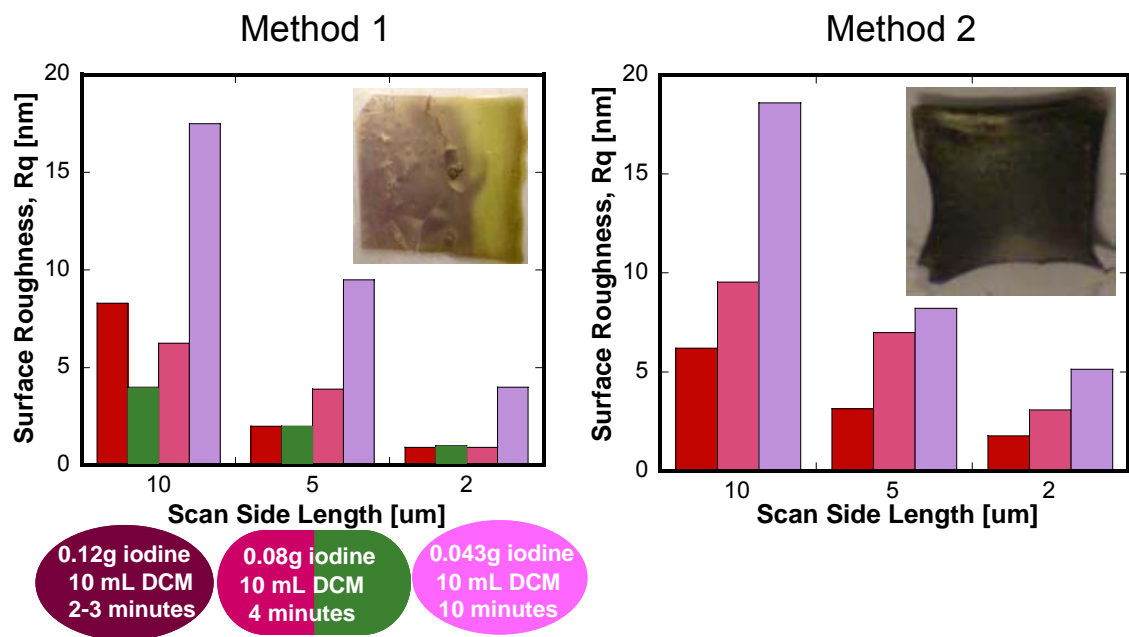 Method 1
Method 2
Surface Roughness, Rq [nm]
20
15
10
5
0
10
5
2
Scan Side Length [um]
Surface Roughness, Rq [nm]
20
15
10
5
0
10
5
2
Scan Side Length [um]
0.12g iodine
10 mL DCM
2-3 minutes
0.08g iodine
10 mL DCM
4 minutes
0.043g iodine
10 mL DCM
10 minutes